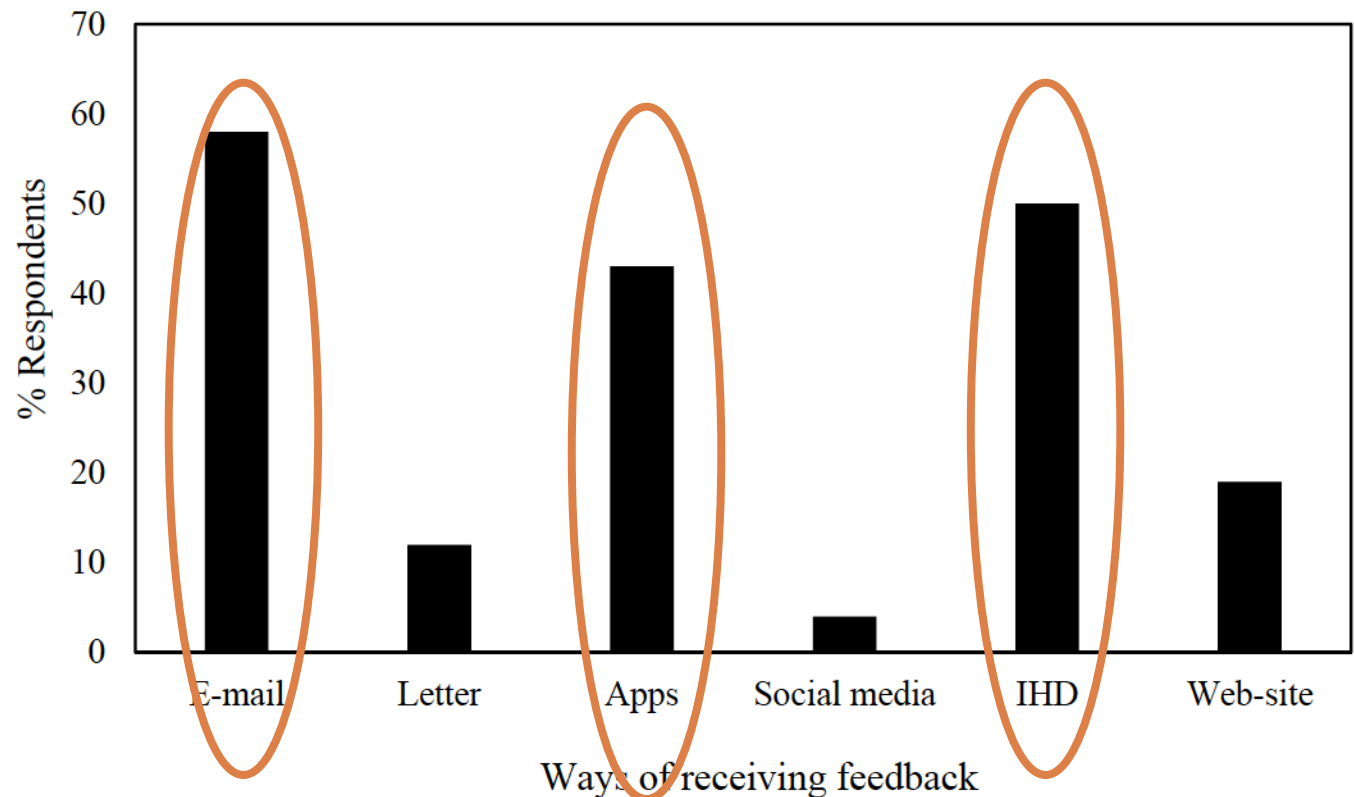 70
60
50
40
30
20
10
0
% Respondents
E-mail Letter Apps Social media IHD Web-site
Ways of receiving feedback